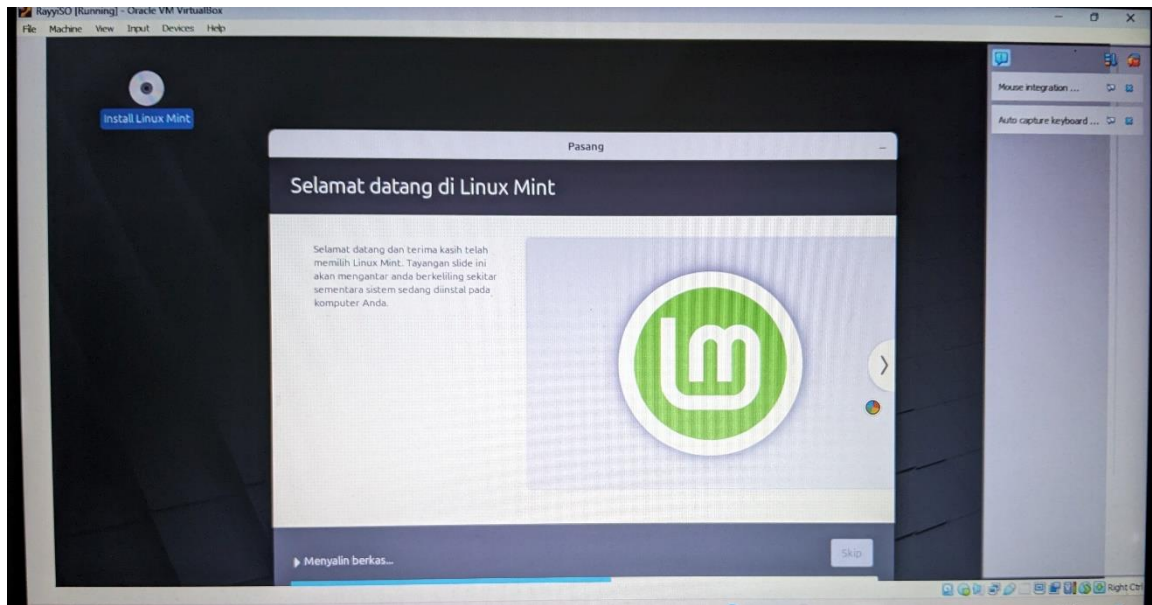 RayyiSO [Running] - Oracle VM VirtualBox
File Machine View Input Devices Help
Install Linux Mint
Mouse integration ...
Auto capture keyboard ...
Pasang
Selamat datang di Linux Mint
Selamat datang dan terima kasih telah
memilih Linux Mint. Tayangan slide ini
akan mengantar anda berkeliling sekitar
sementara sistem sedang diinstal pada
komputer Anda.
Menyalin berkas...
Skip
Right Ctrl